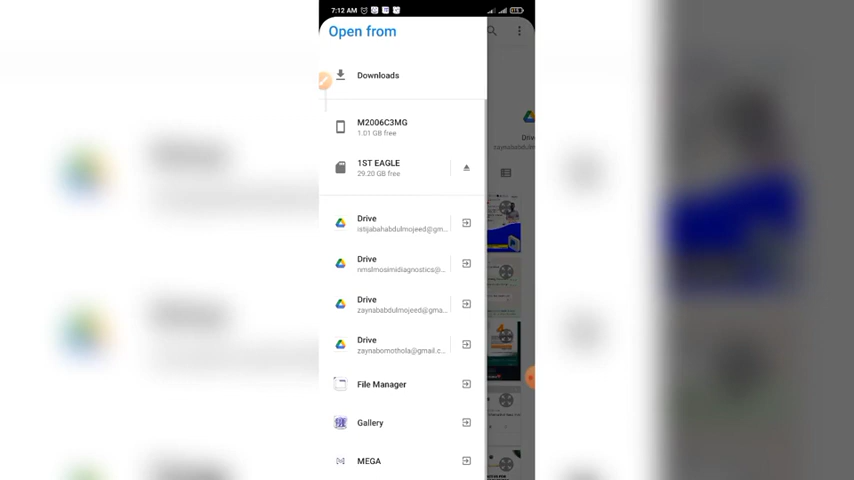 7:12 AM
Open from
Downloads
M2006C3MG
1.01 GB free
1ST EAGLE
29.20 GB free
Drive
istijabahabdulmojeed@gm...
Drive
nmalmosimidiagnostics@...
Drive
zaynababdulmojeed@gma...
Drive
zaynabomothola@gmail.c...
File Manager
Gallery
MEGA